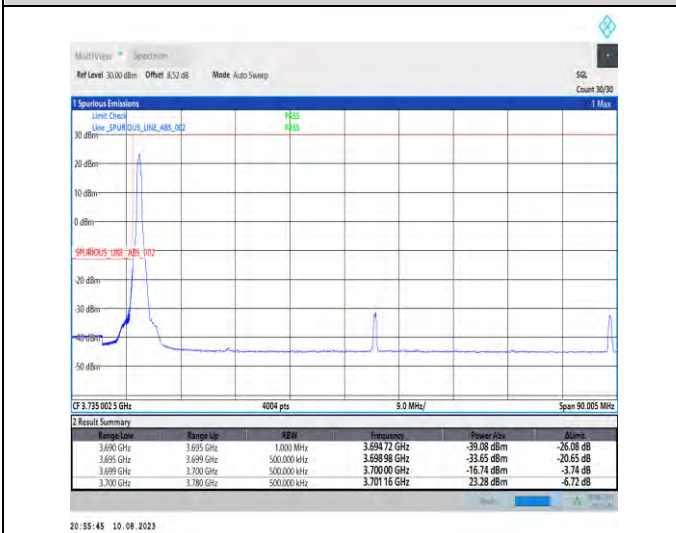 MultiView Spectrum
Ref Level 30.00 dBm Offset 8.52 dB Mode Auto Sweep SGL
Count 30/30
1 Spurious Emissions 1 Max
Limit Check PASS
Line _SPURIOUS_LINE_ABS_002 PASS
30 dBm
20 dBm
10 dBm
0 dBm
SPURIOUS_LINE_ABS_002
-20 dBm
-30 dBm
-40 dBm
-50 dBm
CF 3.735 002 5 GHz 4004 pts 9.0 MHz/ Span 90.005 MHz
2 Result Summary
Range Low Range Up RBW Frequency Power Abs ΔLimit
3.690 GHz 3.695 GHz 1.000 MHz 3.694 72 GHz -39.08 dBm -26.08 dB
3.695 GHz 3.699 GHz 500.000 kHz 3.698 98 GHz -33.65 dBm -20.65 dB
3.699 GHz 3.700 GHz 500.000 kHz 3.700 00 GHz -16.74 dBm -3.74 dB
3.700 GHz 3.780 GHz 500.000 kHz 3.701 16 GHz 23.28 dBm -6.72 dB
20:55:45 10.08.2023